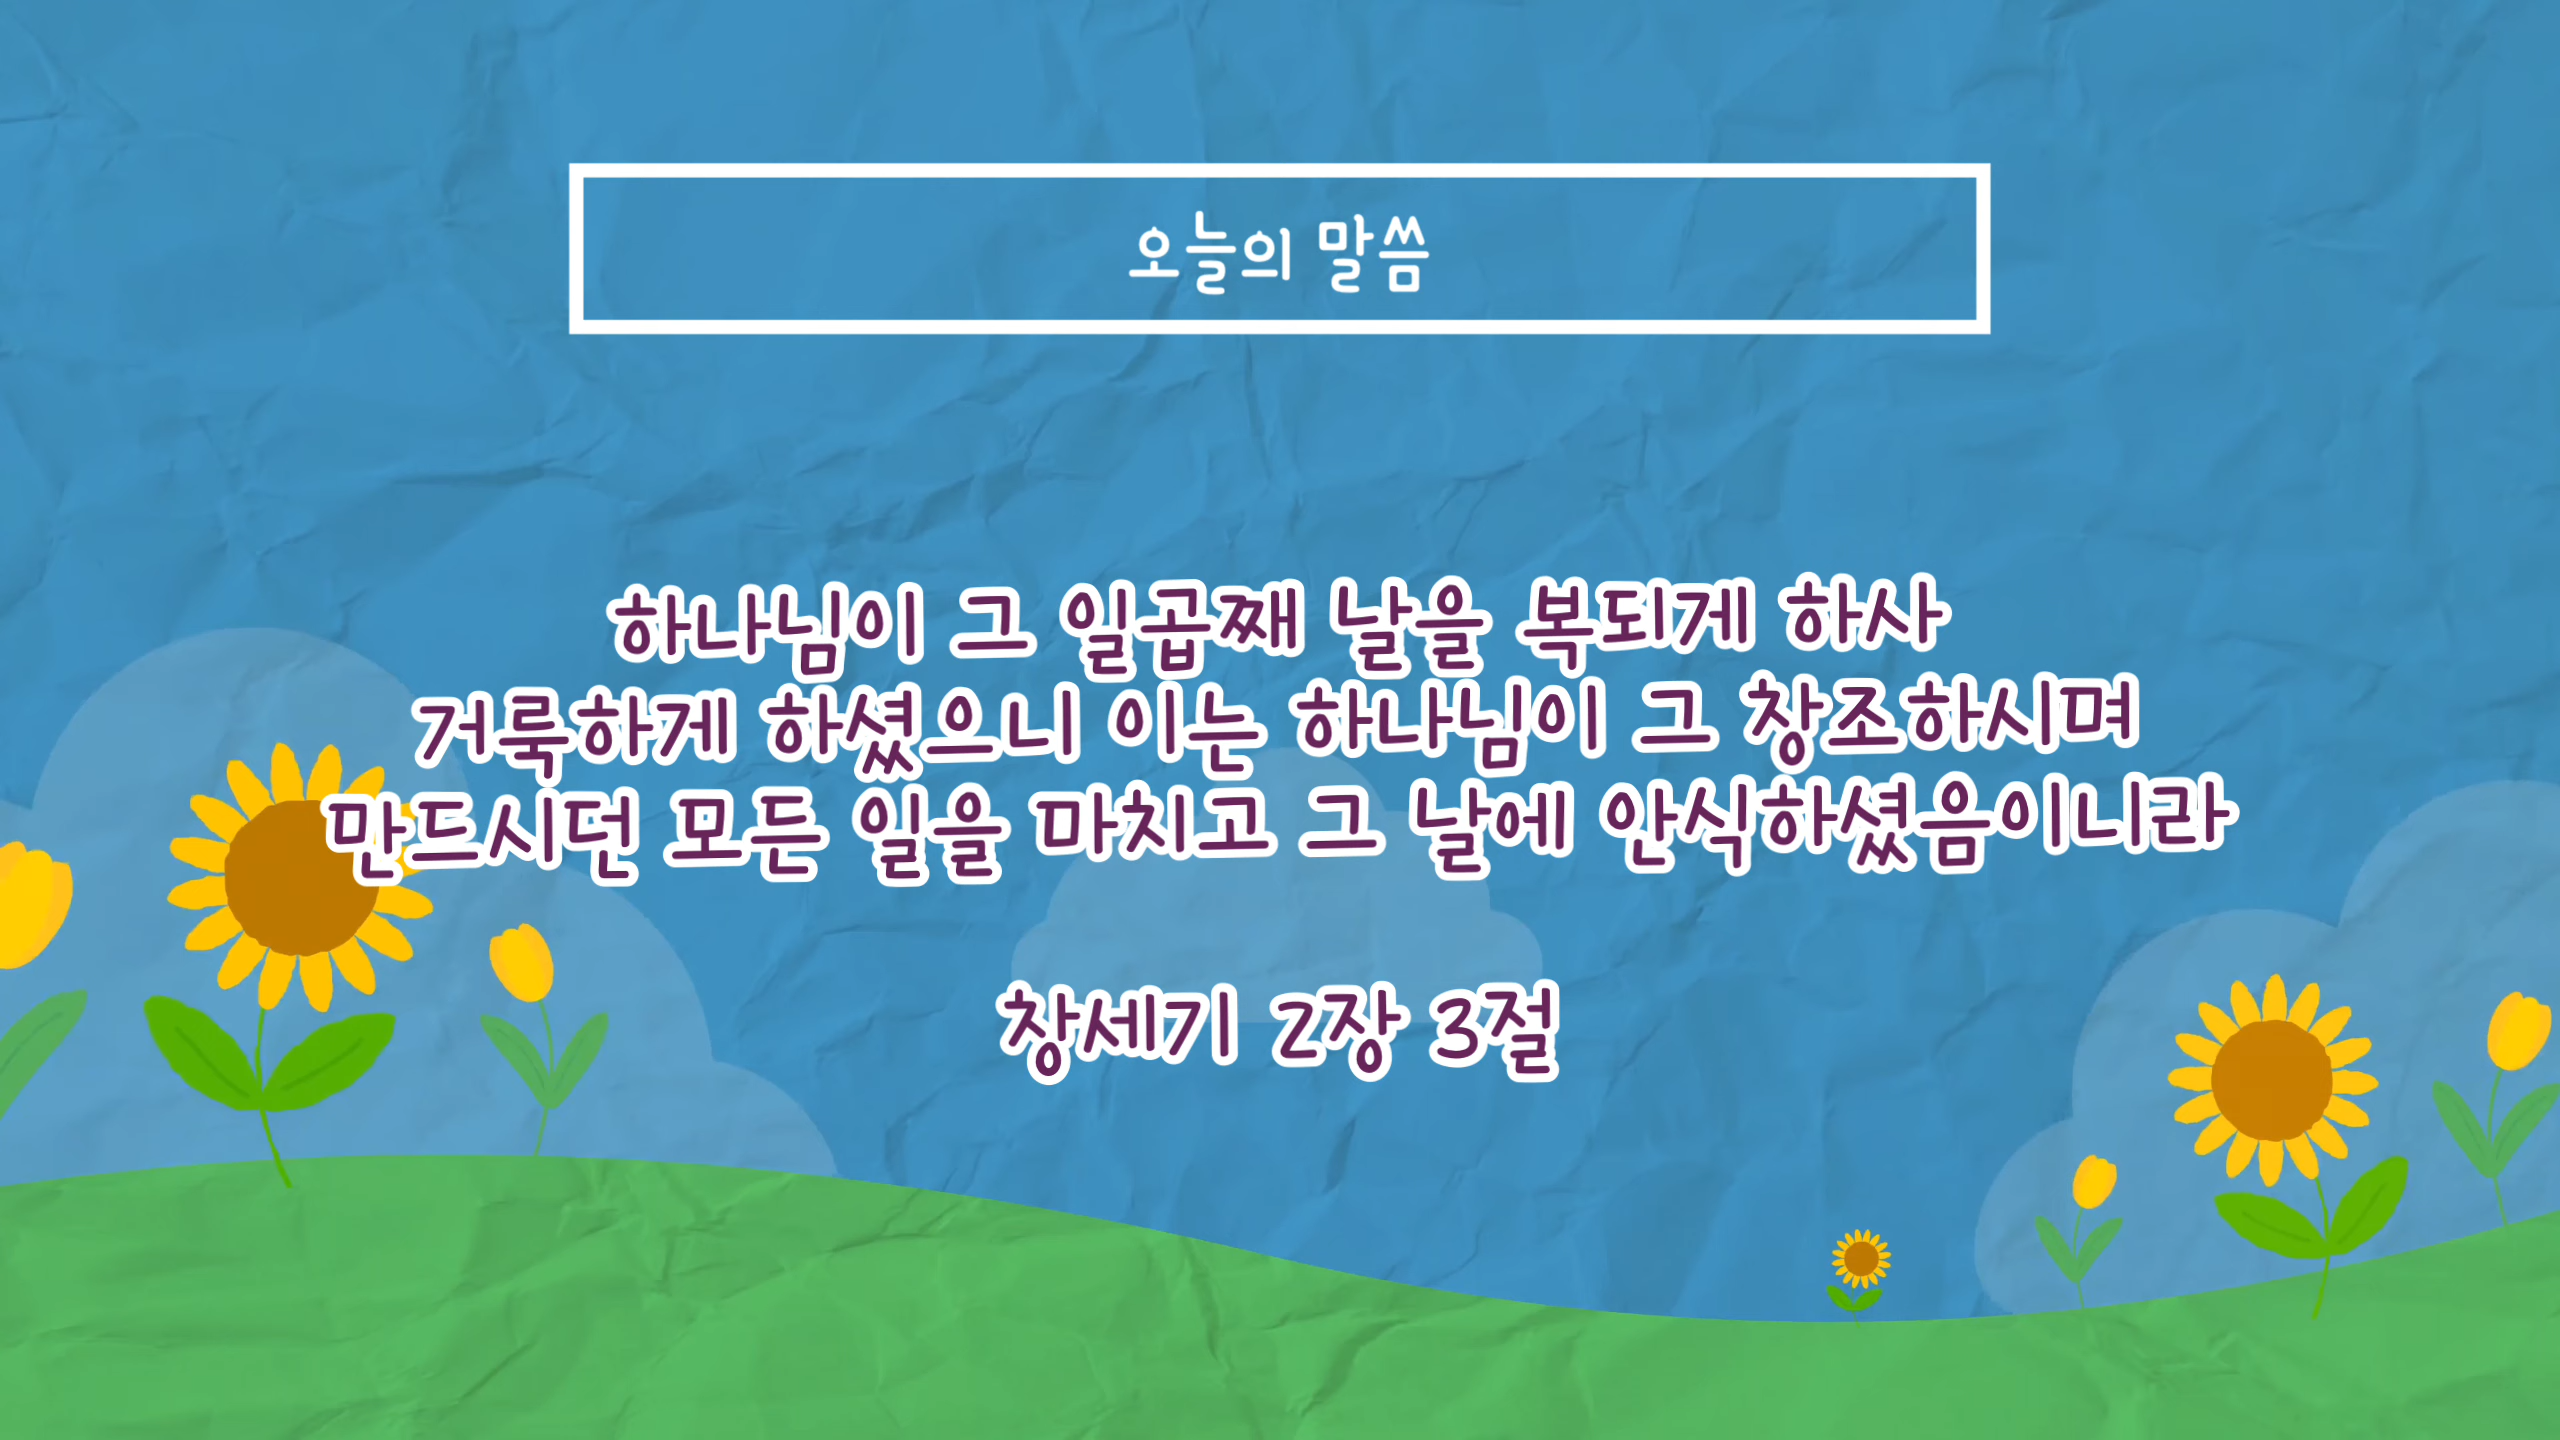 오늘의 말씀
하나님이 그 일곱째 날을 복되게 하사
거룩하게 하셨으니 이는 하나님이 그 창조하시며
만드시던 모든 일을 마치고 그 날에 안식하셨음이니라
창세기 2장 3절